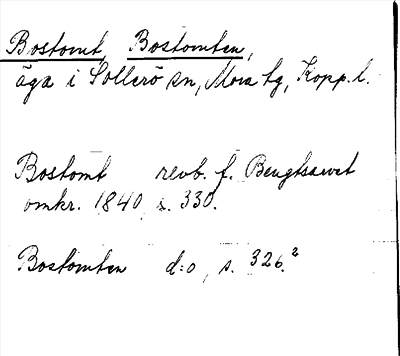 Bostomt, Bostomten,
äga i Sollerö sn, Mora tg, Kopp. l.
Bostomt revb. f. Bengtsarvet
omkr. 1840, s. 330.
Bostomten d:o, s. 326.²